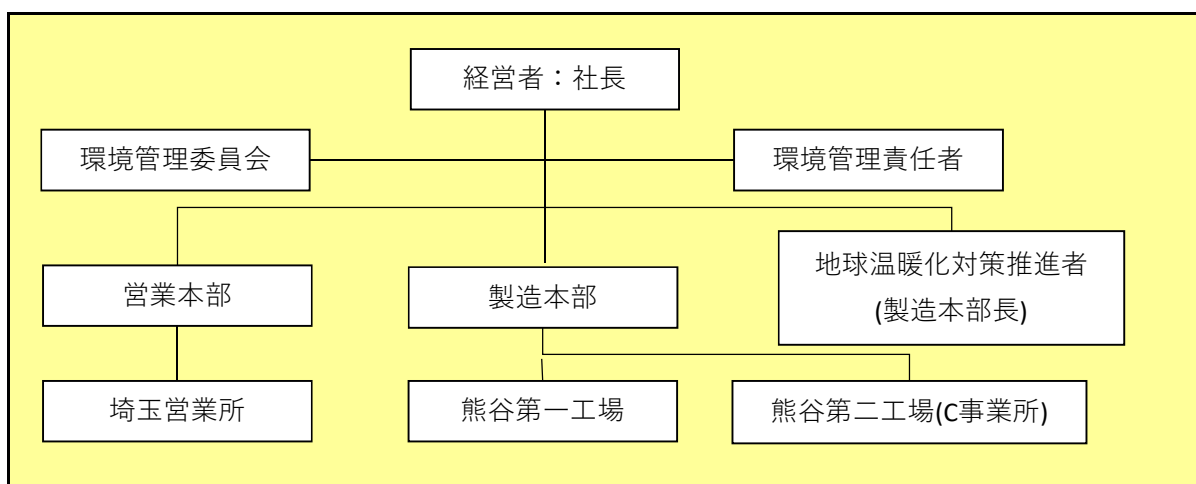 経営者：社長
環境管理委員会
環境管理責任者
営業本部
製造本部
地球温暖化対策推進者
(製造本部長)
埼玉営業所
熊谷第一工場
熊谷第二工場(C事業所)